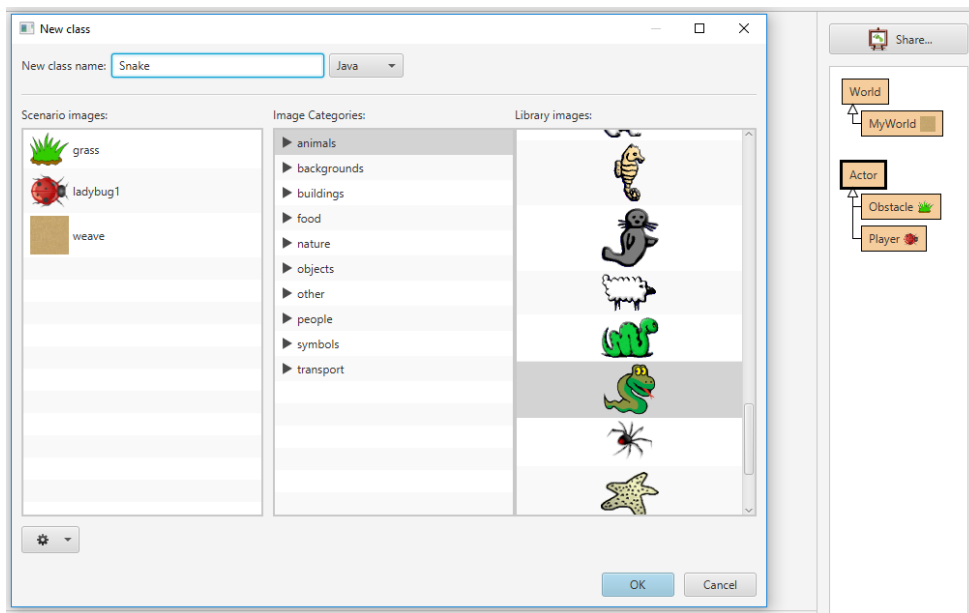 New class
New class name: Snake Java
Scenario images:
grass
ladybug1
weave
Image Categories:
animals
backgrounds
buildings
food
nature
objects
other
people
symbols
transport
Library images:
OK Cancel
Share...
World
MyWorld
Actor
Obstacle
Player